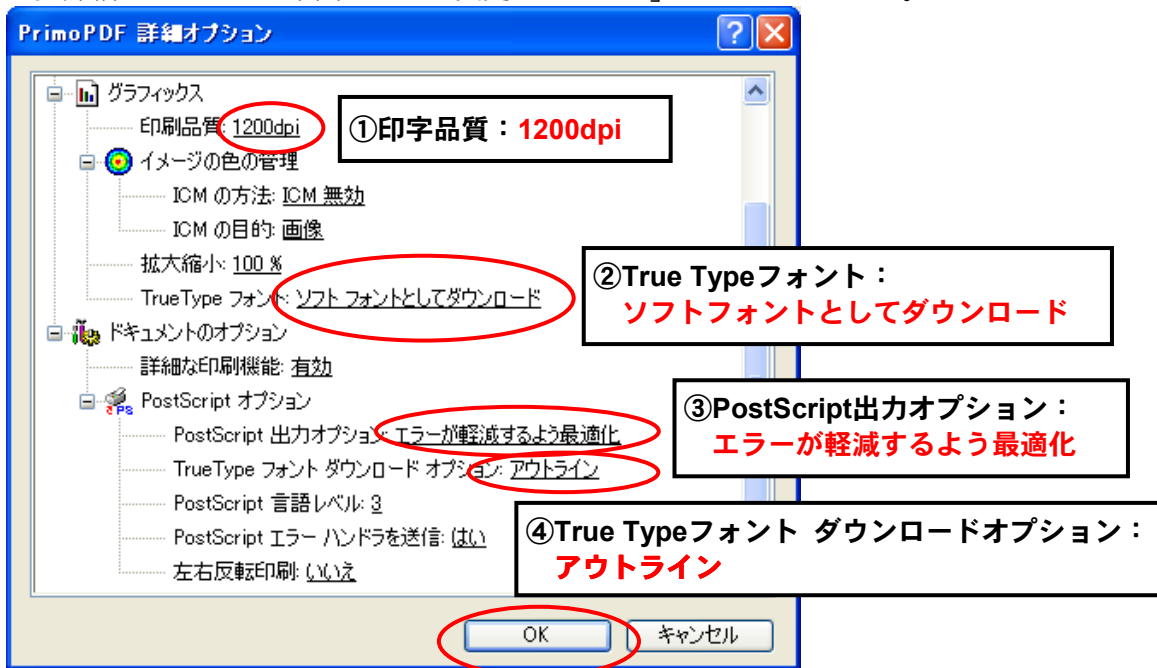 PrimoPDF 詳細オプション
グラフィックス
印刷品質: 1200dpi
①印字品質：1200dpi
イメージの色の管理
ICM の方法: ICM 無効
ICM の目的: 画像
拡大縮小: 100 %
②True Typeフォント：
ソフトフォントとしてダウンロード
TrueType フォント: ソフト フォントとしてダウンロード
ドキュメントのオプション
詳細な印刷機能: 有効
PostScript オプション
③PostScript出力オプション：
エラーが軽減するよう最適化
PostScript 出力オプション: エラーが軽減するよう最適化
TrueType フォント ダウンロード オプション: アウトライン
PostScript 言語レベル: 3
④True Typeフォント ダウンロードオプション：
アウトライン
PostScript エラー ハンドラを送信: はい
左右反転印刷: いいえ
OK
キャンセル